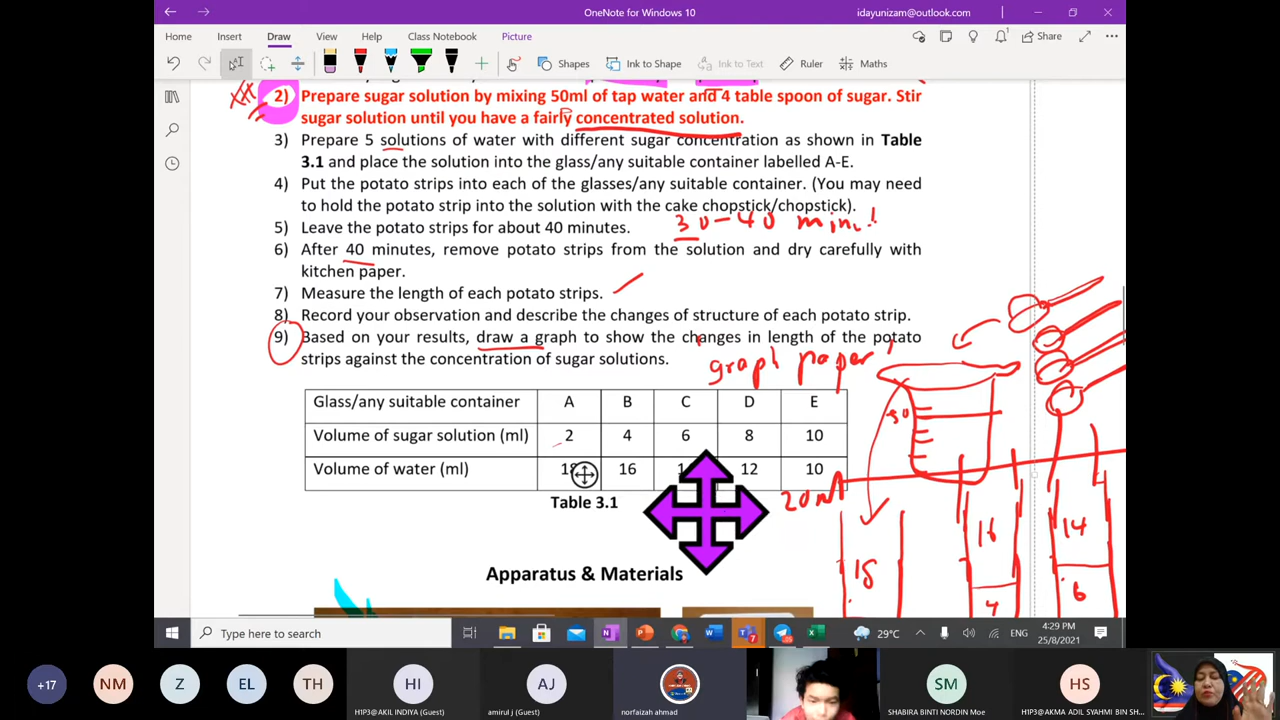 OneNote for Windows 10
idayunizam@outlook.com
Home Insert Draw View Help Class Notebook Picture
Share
Shapes Ink to Shape Ink to Text Ruler Maths
2) Prepare sugar solution by mixing 50ml of tap water and 4 table spoon of sugar. Stir
sugar solution until you have a fairly concentrated solution.
3) Prepare 5 solutions of water with different sugar concentration as shown in Table
3.1 and place the solution into the glass/any suitable container labelled A-E.
4) Put the potato strips into each of the glasses/any suitable container. (You may need
to hold the potato strip into the solution with the cake chopstick/chopstick).
30-40 min!
5) Leave the potato strips for about 40 minutes.
6) After 40 minutes, remove potato strips from the solution and dry carefully with
kitchen paper.
7) Measure the length of each potato strips.
8) Record your observation and describe the changes of structure of each potato strip.
9) Based on your results, draw a graph to show the changes in length of the potato
strips against the concentration of sugar solutions.
graph paper!
Glass/any suitable container A B C D E
50
Volume of sugar solution (ml) 2 4 6 8 10
Volume of water (ml) 16 12 10
Table 3.1
20ml
18 16 14
4 6
Apparatus & Materials
Type here to search
29°C
ENG
4:29 PM
25/8/2021
+17 NM Z EL TH HI AJ SM HS
H1P3@AKIL INDIYA (Guest) amirul j (Guest) norfaizah ahmad SHABIRA BINTI NORDIN Moe H1P3@AKMA ADIL SYAHMI BIN SH...